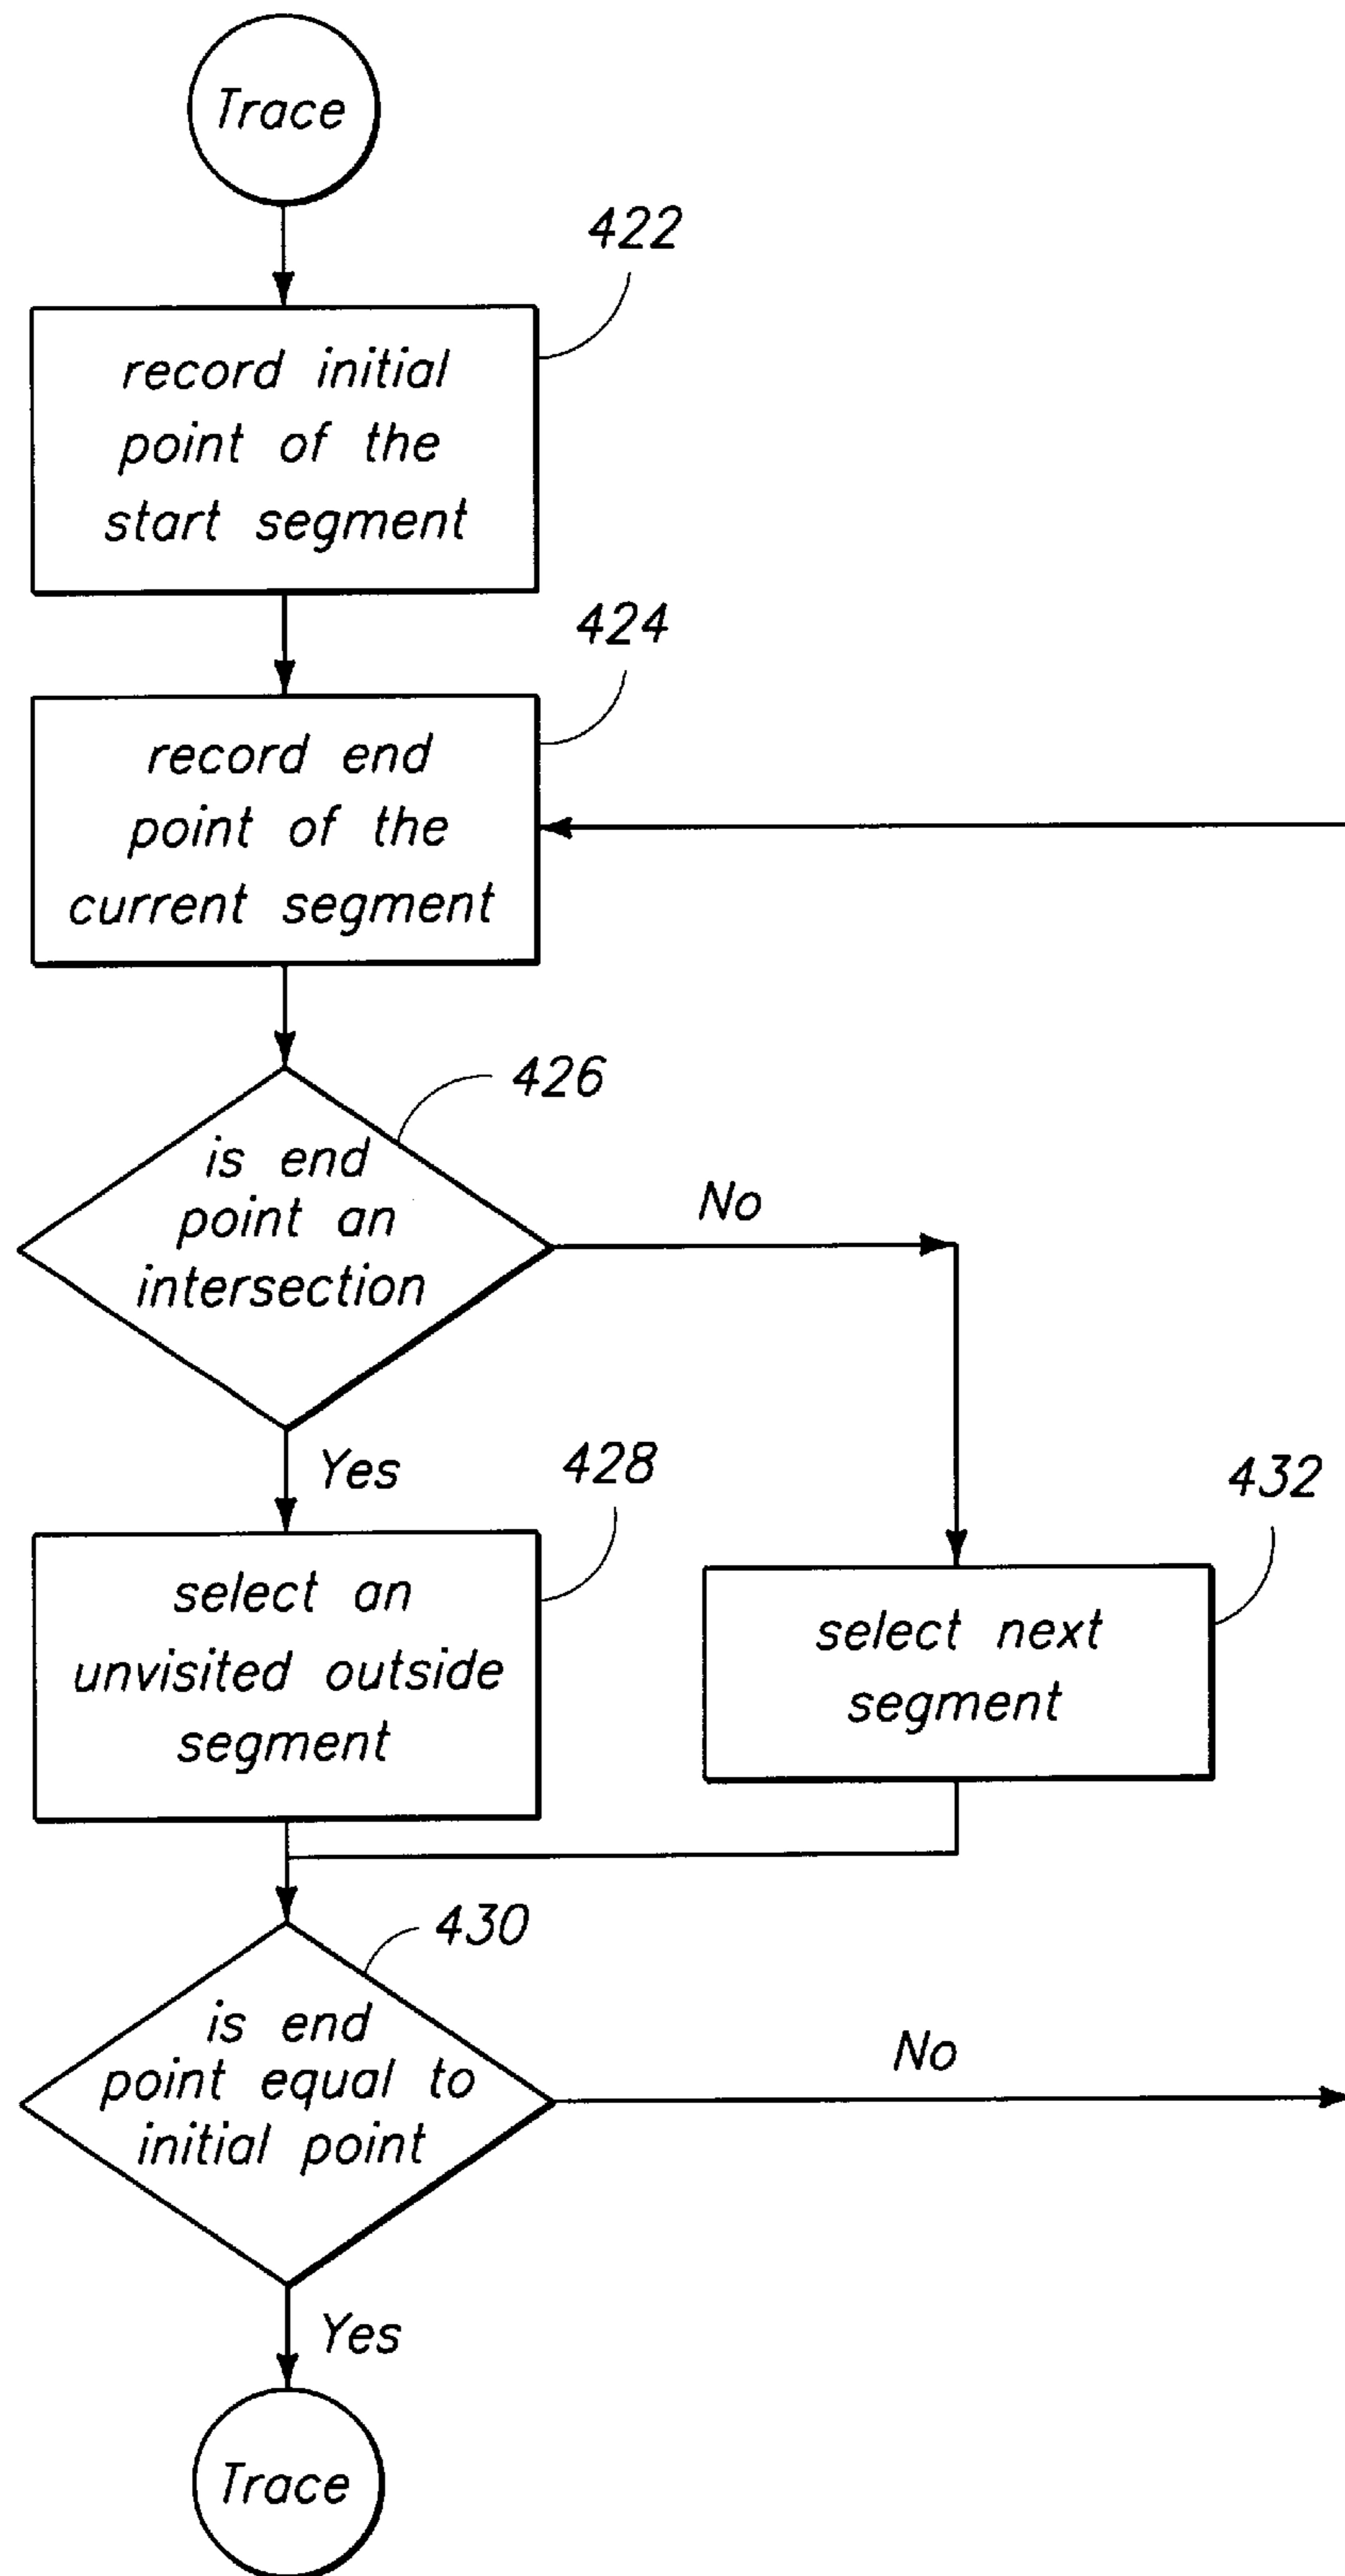 Trace
422
record initial
point of the
start segment
424
record end
point of the
current segment
426
is end
point an
intersection
No
Yes
428
select an
unvisited outside
segment
432
select next
segment
430
is end
point equal to
initial point
No
Yes
Trace